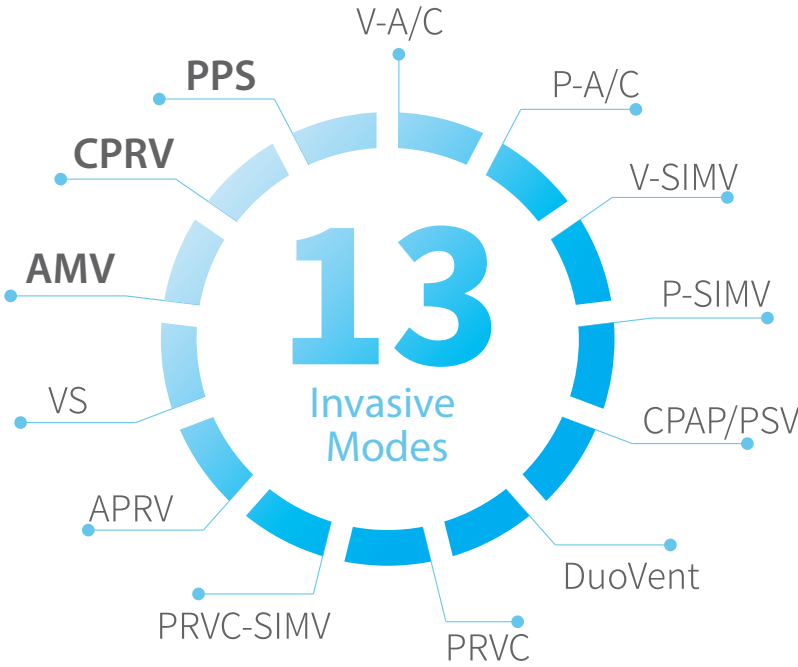 V-A/C
P-A/C
V-SIMV
P-SIMV
CPAP/PSV
DuoVent
PRVC
PRVC-SIMV
APRV
VS
AMV
CPRV
PPS
13
Invasive
Modes